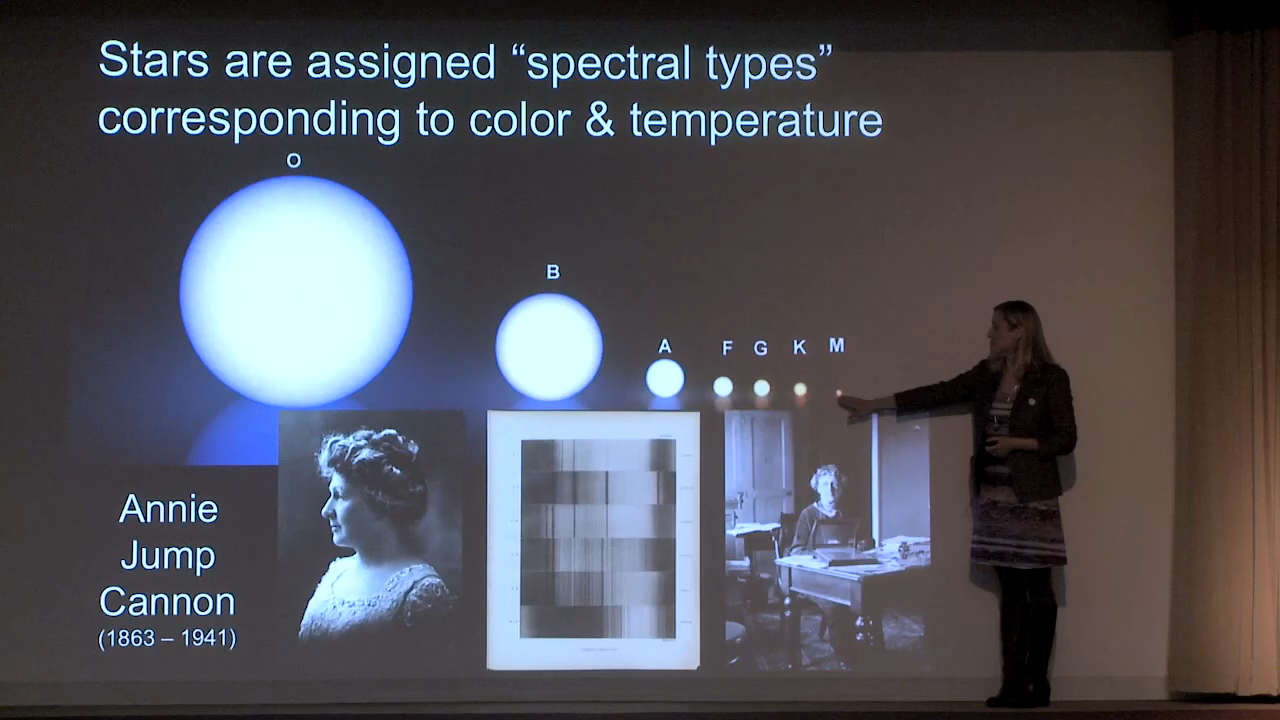 Stars are assigned “spectral types”
corresponding to color & temperature
O
B
A
F G K M
Annie
Jump
Cannon
(1863 – 1941)